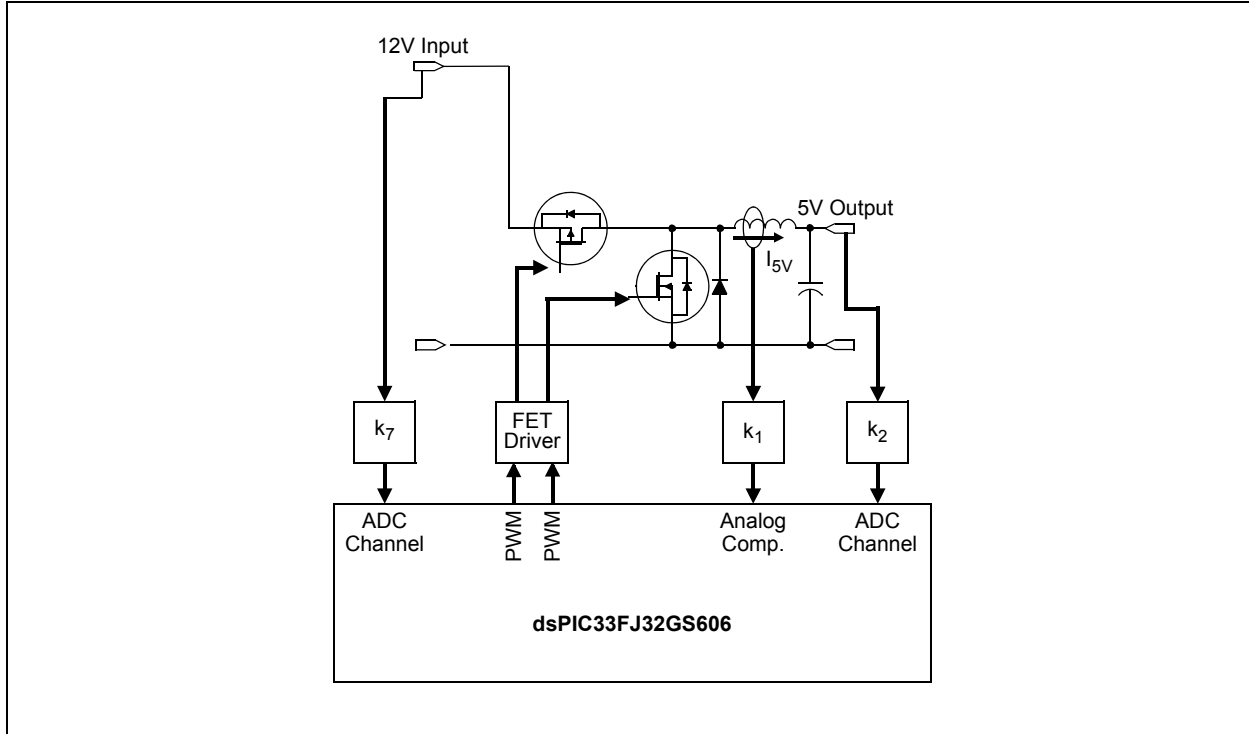 12V Input
5V Output
I5V
k7
FET
Driver
k1
k2
ADC
Channel
PWM
PWM
Analog
Comp.
ADC
Channel
dsPIC33FJ32GS606